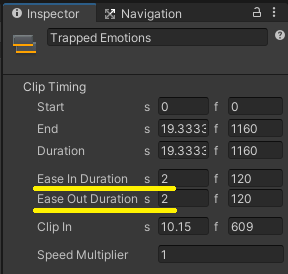 Inspector Navigation
Trapped Emotions
Clip Timing
Start s 0 f 0
End s 19.3333 f 1160
Duration s 19.3333 f 1160
Ease In Duration s 2 f 120
Ease Out Duration s 2 f 120
Clip In s 10.15 f 609
Speed Multiplier 1